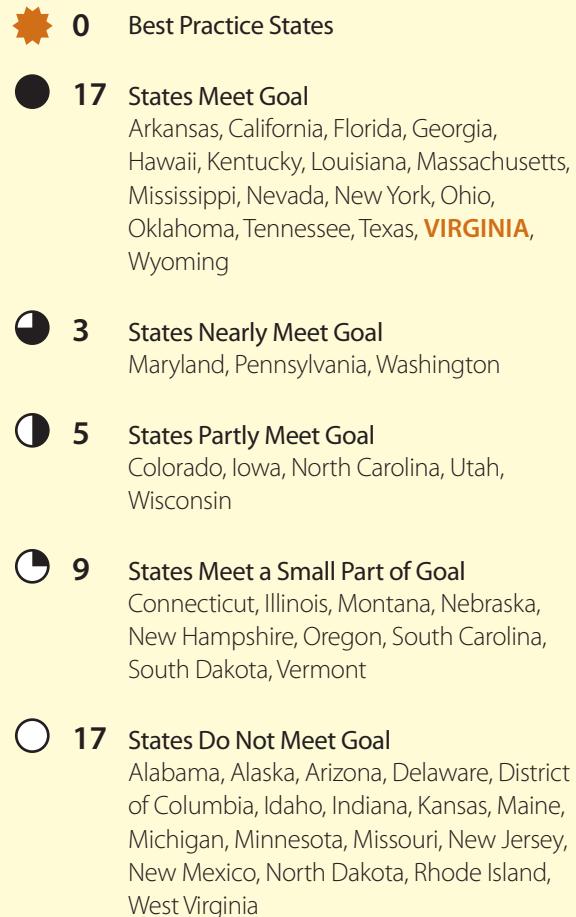 0 Best Practice States
17 States Meet Goal
Arkansas, California, Florida, Georgia,
Hawaii, Kentucky, Louisiana, Massachusetts,
Mississippi, Nevada, New York, Ohio,
Oklahoma, Tennessee, Texas, VIRGINIA,
Wyoming
3 States Nearly Meet Goal
Maryland, Pennsylvania, Washington
5 States Partly Meet Goal
Colorado, Iowa, North Carolina, Utah,
Wisconsin
9 States Meet a Small Part of Goal
Connecticut, Illinois, Montana, Nebraska,
New Hampshire, Oregon, South Carolina,
South Dakota, Vermont
17 States Do Not Meet Goal
Alabama, Alaska, Arizona, Delaware, District
of Columbia, Idaho, Indiana, Kansas, Maine,
Michigan, Minnesota, Missouri, New Jersey,
New Mexico, North Dakota, Rhode Island,
West Virginia